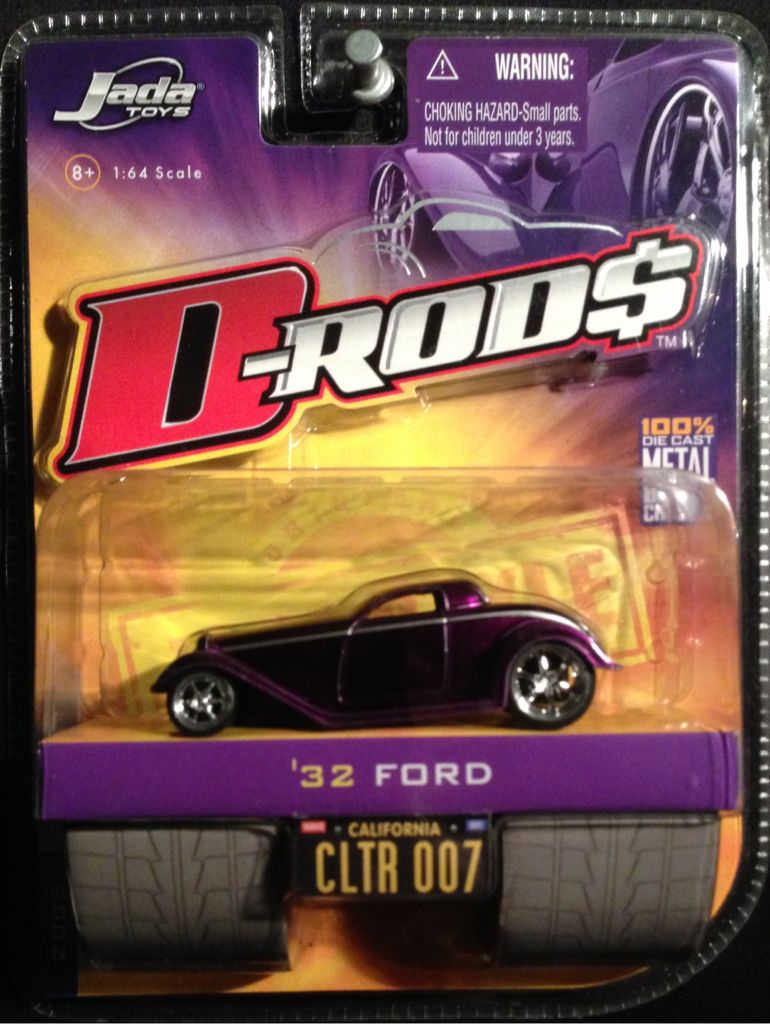 Jada®
TOYS
WARNING:
CHOKING HAZARD-Small parts.
Not for children under 3 years.
8+ 1:64 Scale
D-ROD$
TM
100%
DIE CAST
METAL
'32 FORD
CALIFORNIA
CLTR 007
2005